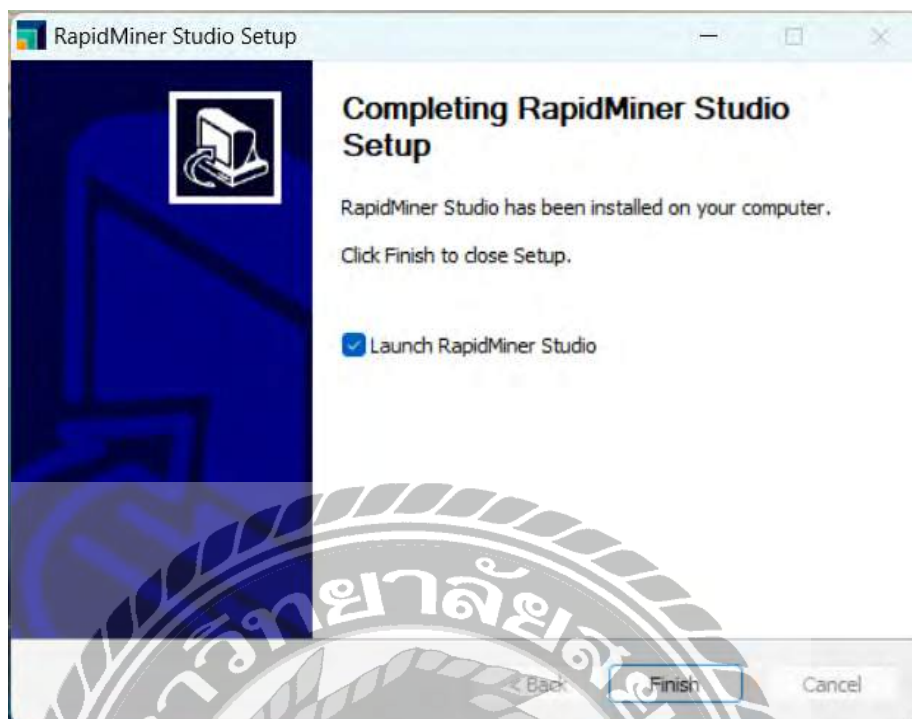 RapidMiner Studio Setup
Completing RapidMiner Studio
Setup
RapidMiner Studio has been installed on your computer.
Click Finish to close Setup.
Launch RapidMiner Studio
< Back
Finish
Cancel